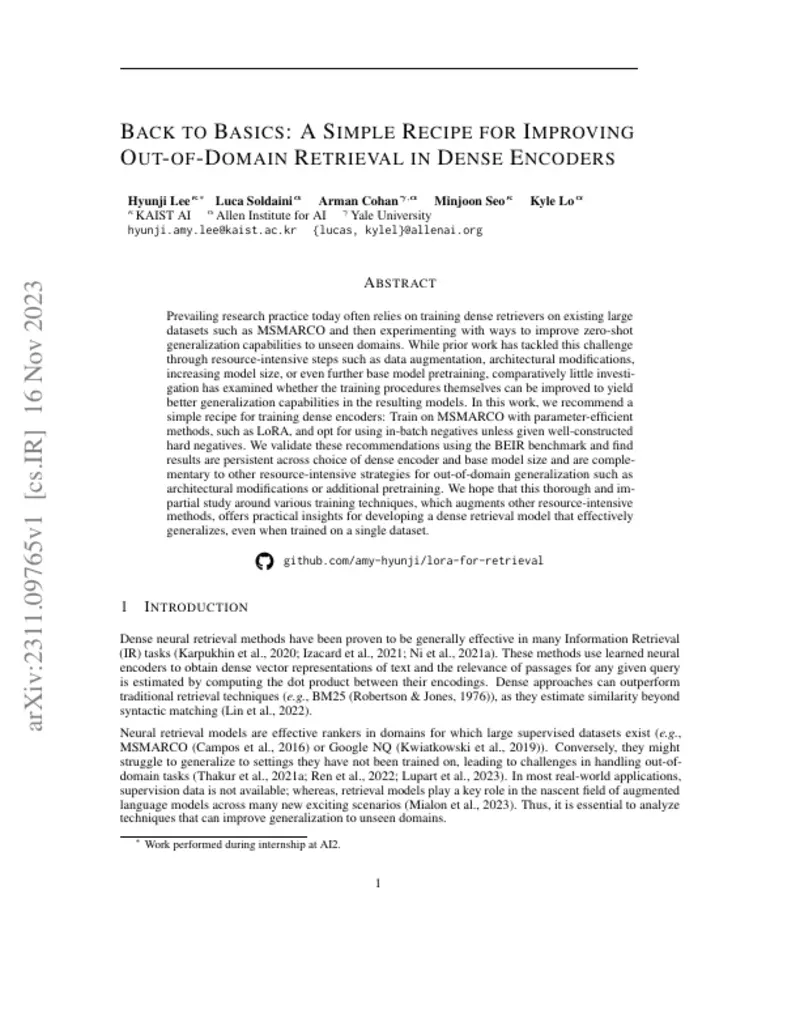 BACK TO BASICS: A SIMPLE RECIPE FOR IMPROVING
OUT-OF-DOMAIN RETRIEVAL IN DENSE ENCODERS
Hyunji Lee Luca Soldaini Arman Cohan Minjoon Seo Kyle Lo
KAIST AI Allen Institute for AI Yale University
hyunji.amy.lee@kaist.ac.kr {lucas, kylel}@allenai.org
ABSTRACT
Prevailing research practice today often relies on training dense retrievers on existing large
datasets such as MSMARCO and then experimenting with ways to improve zero-shot
generalization capabilities to unseen domains. While prior work has tackled this challenge
through resource-intensive steps such as data augmentation, architectural modifications,
increasing model size, or even further base model pretraining, comparatively little investi-
gation has examined whether the training procedures themselves can be improved to yield
better generalization capabilities in the resulting models. In this work, we recommend a
simple recipe for training dense encoders: Train on MSMARCO with parameter-efficient
methods, such as LoRA, and opt for using in-batch negatives unless given well-constructed
hard negatives. We validate these recommendations using the BEIR benchmark and find
results are persistent across choice of dense encoder and base model size and are comple-
mentary to other resource-intensive strategies for out-of-domain generalization such as
architectural modifications or additional pretraining. We hope that this thorough and im-
partial study around various training techniques, which augments other resource-intensive
methods, offers practical insights for developing a dense retrieval model that effectively
generalizes, even when trained on a single dataset.
github.com/amy-hyunji/lora-for-retrieval
1 INTRODUCTION
Dense neural retrieval methods have been proven to be generally effective in many Information Retrieval
(IR) tasks (Karpukhin et al., 2020; Izacard et al., 2021; Ni et al., 2021a). These methods use learned neural
encoders to obtain dense vector representations of text and the relevance of passages for any given query
is estimated by computing the dot product between their encodings. Dense approaches can outperform
traditional retrieval techniques (e.g., BM25 (Robertson & Jones, 1976)), as they estimate similarity beyond
syntactic matching (Lin et al., 2022).
Neural retrieval models are effective rankers in domains for which large supervised datasets exist (e.g.,
MSMARCO (Campos et al., 2016) or Google NQ (Kwiatkowski et al., 2019)). Conversely, they might
struggle to generalize to settings they have not been trained on, leading to challenges in handling out-of-
domain tasks (Thakur et al., 2021a; Ren et al., 2022; Lupart et al., 2023). In most real-world applications,
supervision data is not available; whereas, retrieval models play a key role in the nascent field of augmented
language models across many new exciting scenarios (Mialon et al., 2023). Thus, it is essential to analyze
techniques that can improve generalization to unseen domains.
* Work performed during internship at AI2.
1
arXiv:2311.09765v1 [cs.IR] 16 Nov 2023